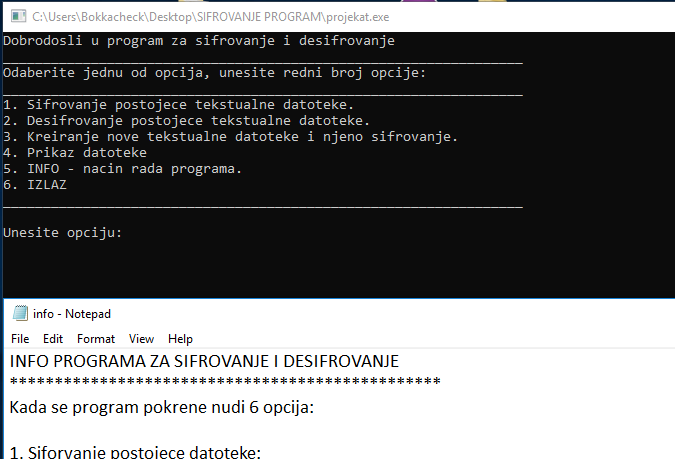 C:\Users\Bokkacheck\Desktop\SIFROVANJE PROGRAM\projekat.exe
Dobrodosli u program za sifrovanje i desifrovanje
_________________________________________________________________
Odaberite jednu od opcija, unesite redni broj opcije:
_________________________________________________________________
1. Sifrovanje postojece tekstualne datoteke.
2. Desifrovanje postojece tekstualne datoteke.
3. Kreiranje nove tekstualne datoteke i njeno sifrovanje.
4. Prikaz datoteke
5. INFO - nacin rada programa.
6. IZLAZ
_________________________________________________________________
Unesite opciju:
info - Notepad
File Edit Format View Help
INFO PROGRAMA ZA SIFROVANJE I DESIFROVANJE
************************************************
Kada se program pokrene nudi 6 opcija:
1. Siforvanje postojece datoteke: